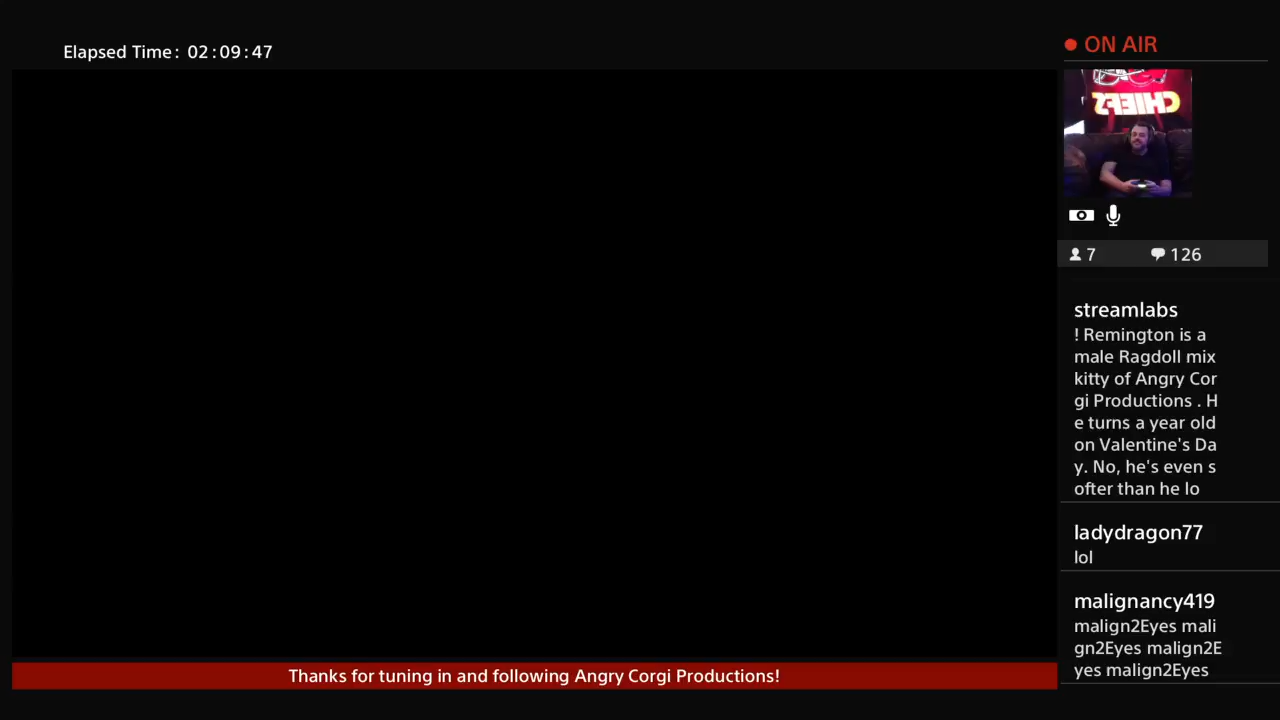 Elapsed Time: 02:09:47
ON AIR
CHIEFS
7 126
streamlabs
! Remington is a
male Ragdoll mix
kitty of Angry Cor
gi Productions . H
e turns a year old
on Valentine's Da
y. No, he's even s
ofter than he lo
ladydragon77
lol
malignancy419
malign2Eyes mali
gn2Eyes malign2E
yes malign2Eyes
Thanks for tuning in and following Angry Corgi Productions!